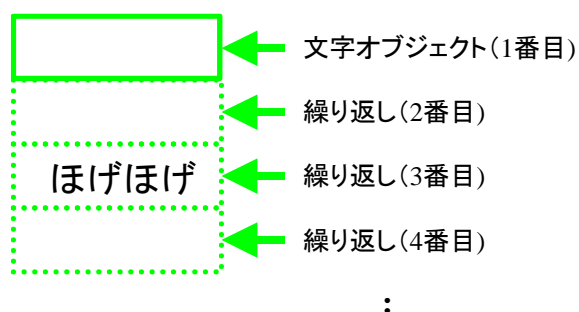 文字オブジェクト(1番目)
繰り返し(2番目)
ほげほげ 繰り返し(3番目)
繰り返し(4番目)
: